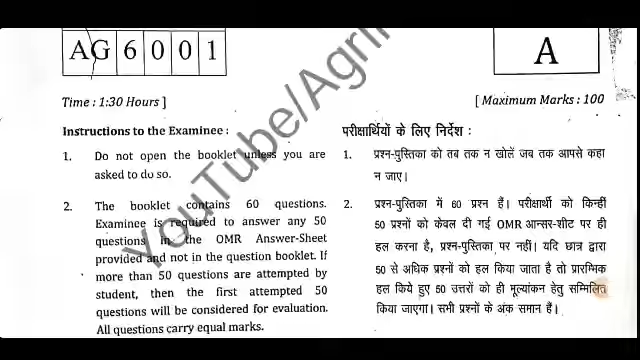 AG6001
A
Time : 1:30 Hours ]
[ Maximum Marks : 100
Instructions to the Examinee :
1. Do not open the booklet unless you are
asked to do so.
2. The booklet contains 60 questions.
Examinee is required to answer any 50
questions in the OMR Answer-Sheet
provided and not in the question booklet. If
more than 50 questions are attempted by
student, then the first attempted 50
questions will be considered for evaluation.
All questions carry equal marks.
परीक्षार्थियों के लिए निर्देश :
1. प्रश्न-पुस्तिका को तब तक न खोलें जब तक आपसे कहा
न जाए।
2. प्रश्न-पुस्तिका में 60 प्रश्न हैं। परीक्षार्थी को किन्हीं
50 प्रश्नों को केवल दी गई OMR आन्सर-शीट पर ही
हल करना है, प्रश्न-पुस्तिका पर नहीं। यदि छात्र द्वारा
50 से अधिक प्रश्नों को हल किया जाता है तो प्रारम्भिक
हल किये हुए 50 उत्तरों को ही मूल्यांकन हेतु सम्मिलित
किया जाएगा। सभी प्रश्नों के अंक समान हैं।
YouTube/Agri